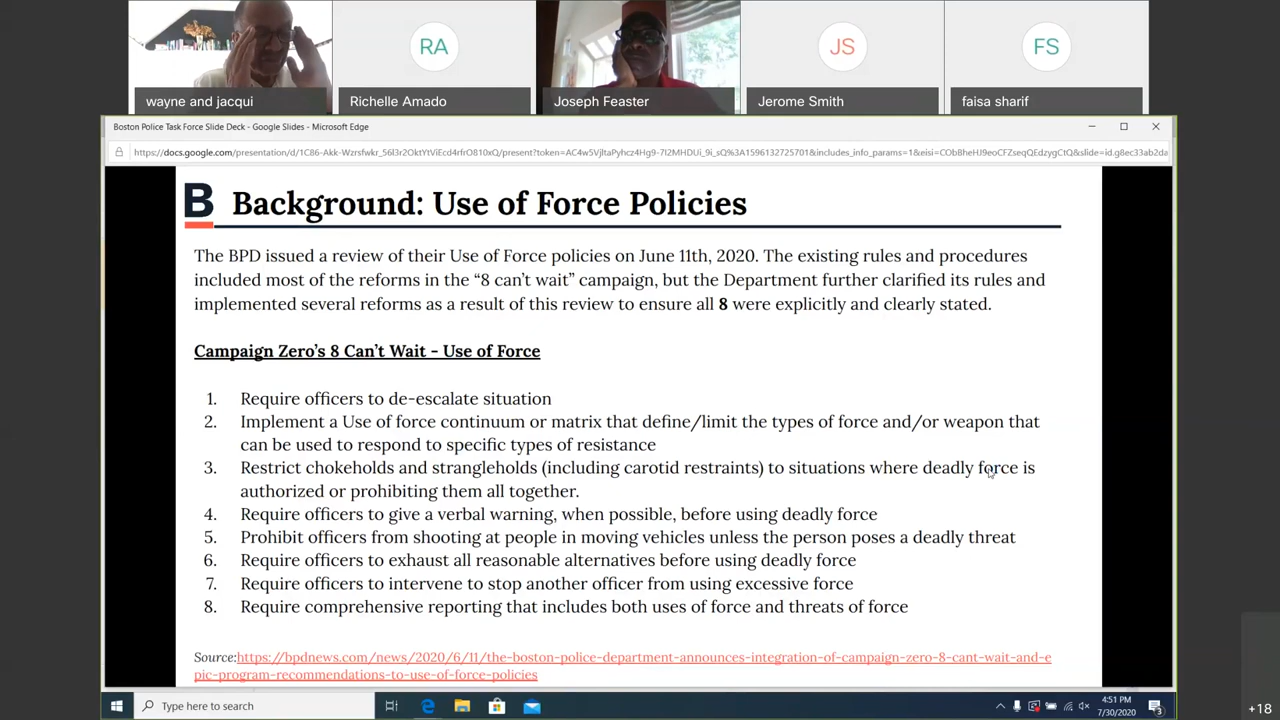 RA
JS
FS
wayne and jacqui
Richelle Amado
Joseph Feaster
Jerome Smith
faisa sharif
Boston Police Task Force Slide Deck - Google Slides - Microsoft Edge
B Background: Use of Force Policies
The BPD issued a review of their Use of Force policies on June 11th, 2020. The existing rules and procedures
included most of the reforms in the “8 can’t wait” campaign, but the Department further clarified its rules and
implemented several reforms as a result of this review to ensure all 8 were explicitly and clearly stated.
Campaign Zero’s 8 Can’t Wait - Use of Force
1. Require officers to de-escalate situation
2. Implement a Use of force continuum or matrix that define/limit the types of force and/or weapon that
can be used to respond to specific types of resistance
3. Restrict chokeholds and strangleholds (including carotid restraints) to situations where deadly force is
authorized or prohibiting them all together.
4. Require officers to give a verbal warning, when possible, before using deadly force
5. Prohibit officers from shooting at people in moving vehicles unless the person poses a deadly threat
6. Require officers to exhaust all reasonable alternatives before using deadly force
7. Require officers to intervene to stop another officer from using excessive force
8. Require comprehensive reporting that includes both uses of force and threats of force
Source:https://bpdnews.com/news/2020/6/11/the-boston-police-department-announces-integration-of-campaign-zero-8-cant-wait-and-e
pic-program-recommendations-to-use-of-force-policies
Type here to search
4:51 PM
7/30/2020
3
+18